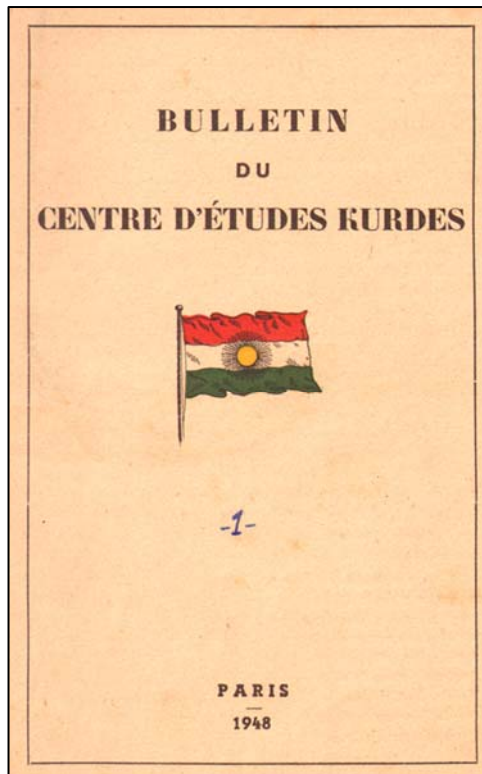 BULLETIN
DU
CENTRE D'ÉTUDES KURDES
-1-
PARIS
1948